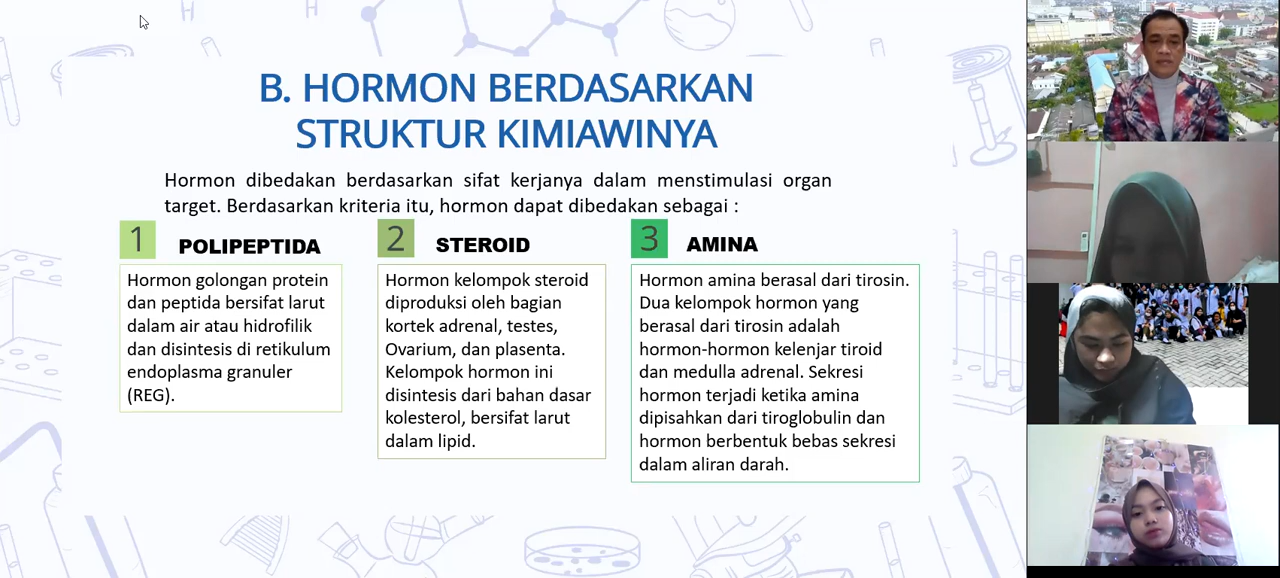 B. HORMON BERDASARKAN
STRUKTUR KIMIAWINYA
Hormon dibedakan berdasarkan sifat kerjanya dalam menstimulasi organ
target. Berdasarkan kriteria itu, hormon dapat dibedakan sebagai :
1 POLIPEPTIDA
Hormon golongan protein
dan peptida bersifat larut
dalam air atau hidrofilik
dan disintesis di retikulum
endoplasma granuler
(REG).
2 STEROID
Hormon kelompok steroid
diproduksi oleh bagian
kortek adrenal, testes,
Ovarium, dan plasenta.
Kelompok hormon ini
disintesis dari bahan dasar
kolesterol, bersifat larut
dalam lipid.
3 AMINA
Hormon amina berasal dari tirosin.
Dua kelompok hormon yang
berasal dari tirosin adalah
hormon-hormon kelenjar tiroid
dan medulla adrenal. Sekresi
hormon terjadi ketika amina
dipisahkan dari tiroglobulin dan
hormon berbentuk bebas sekresi
dalam aliran darah.